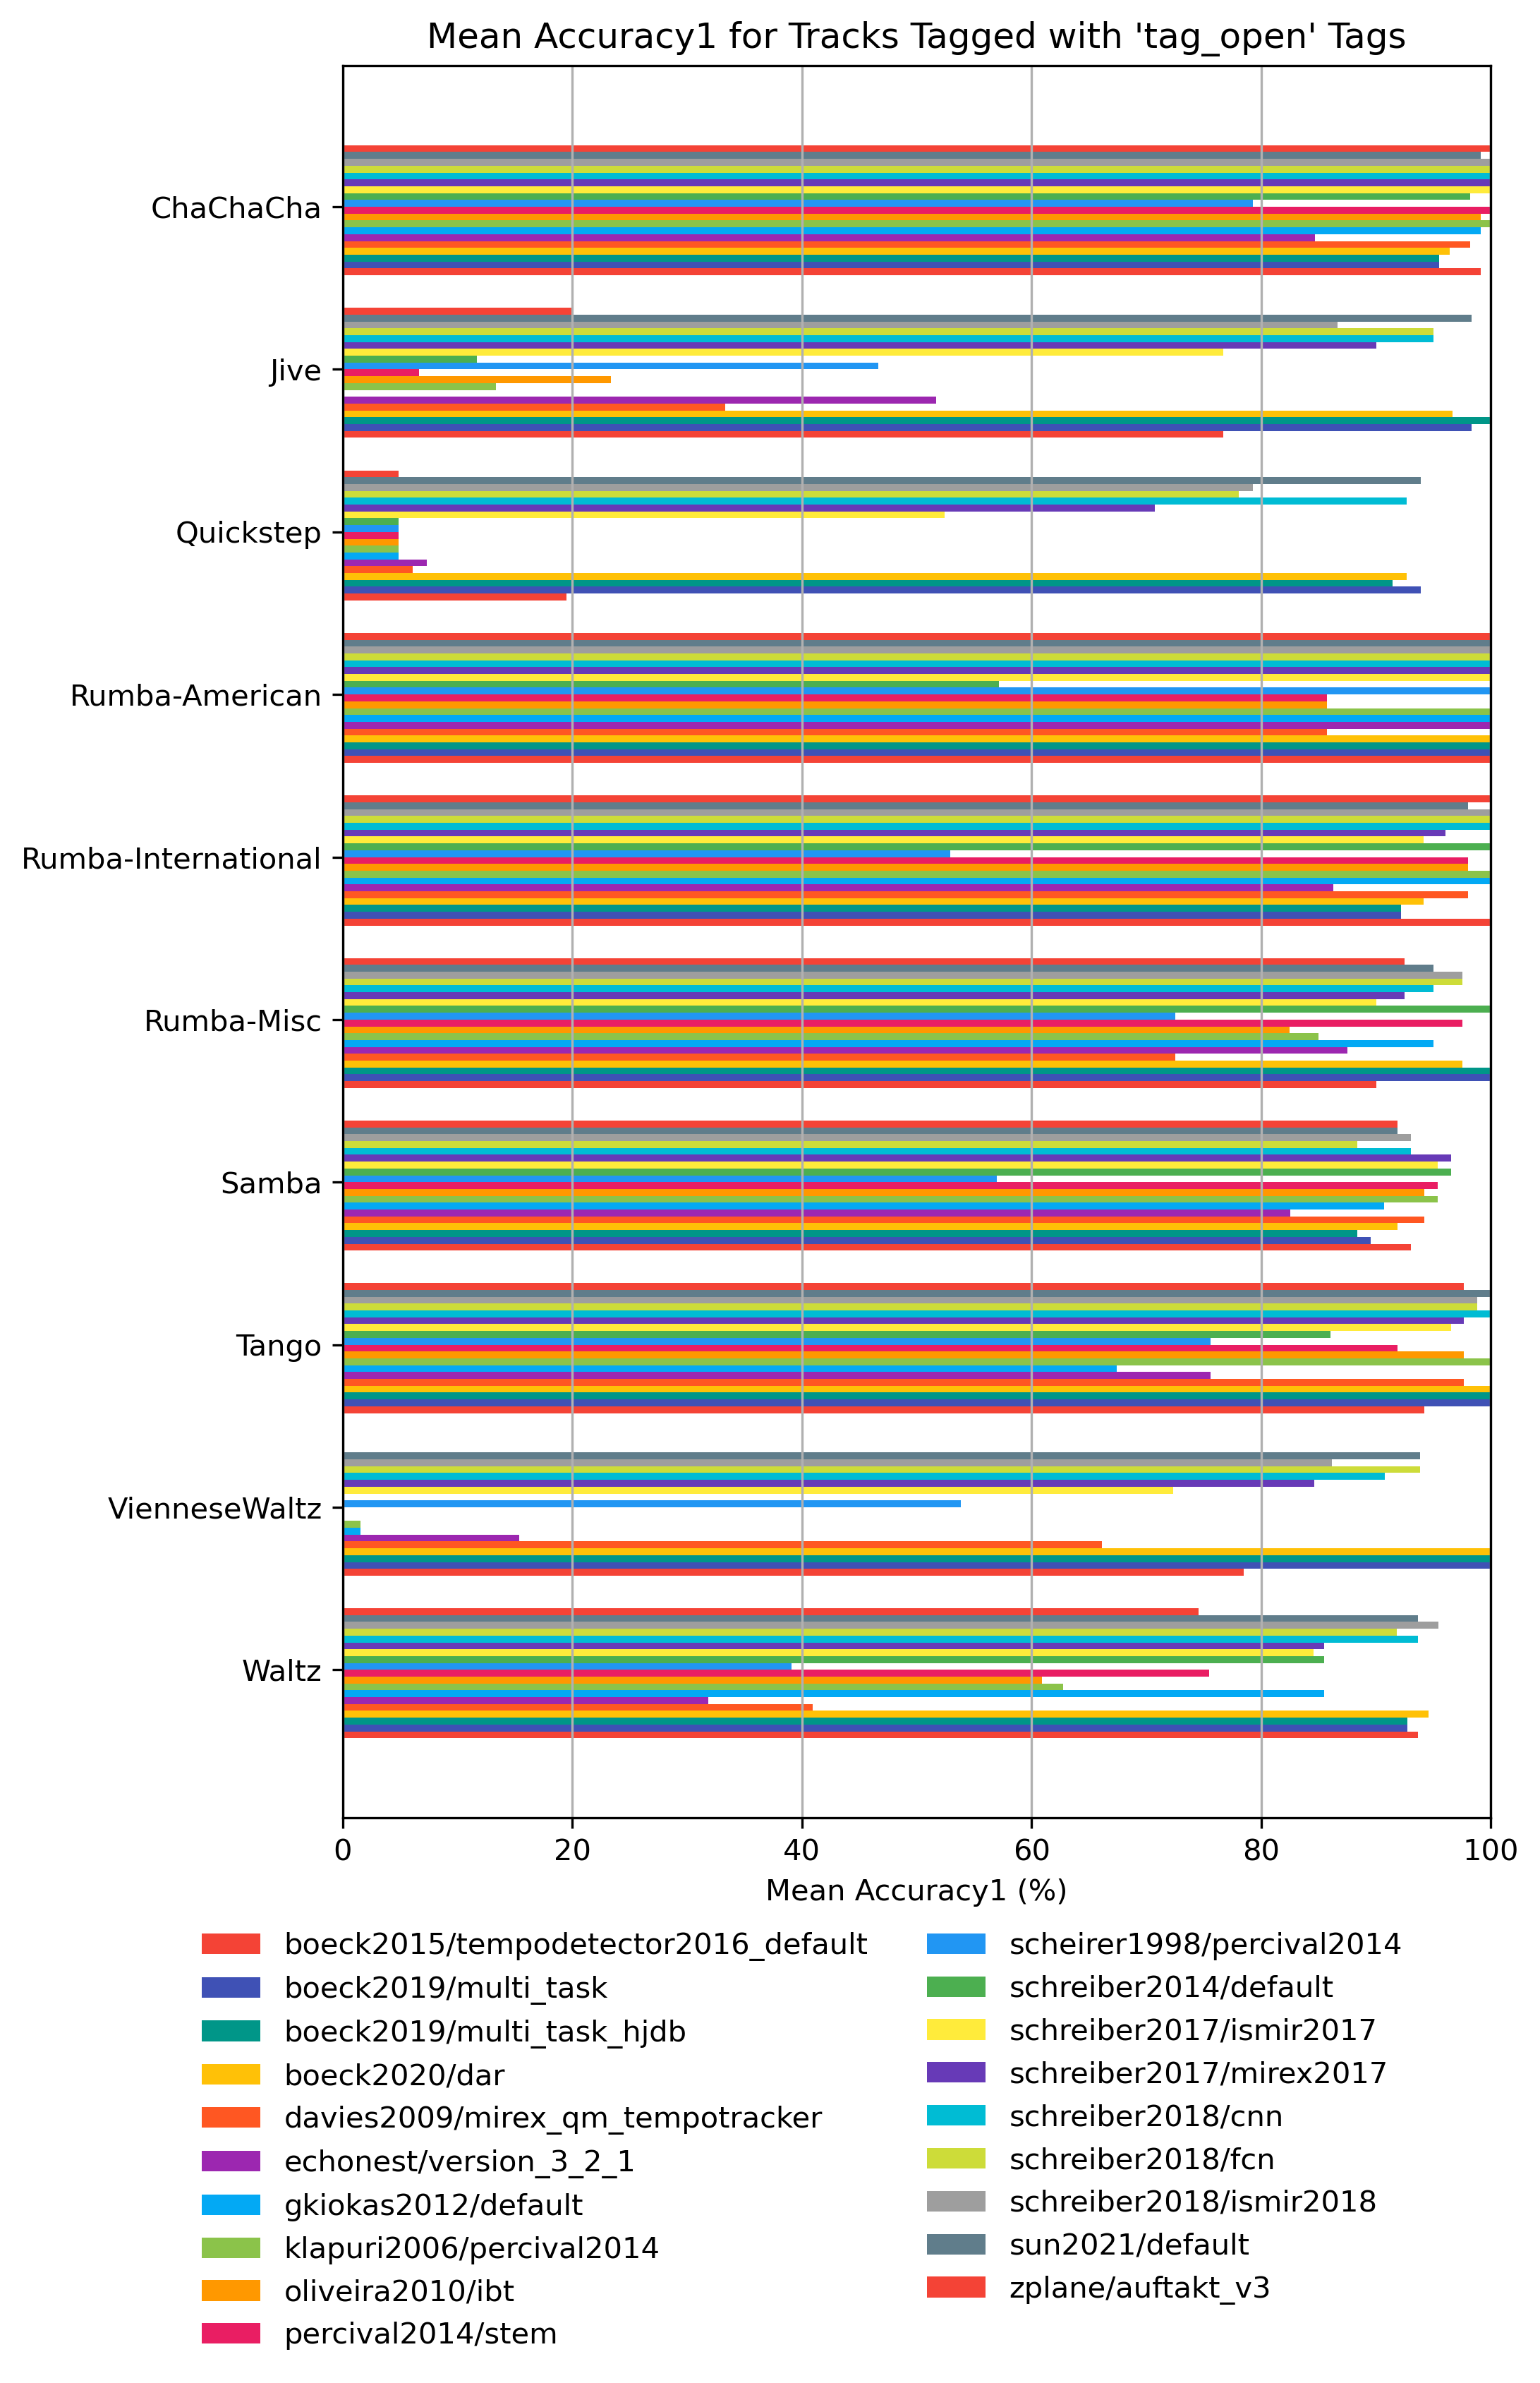 Mean Accuracy1 for Tracks Tagged with 'tag_open' Tags
ChaChaCha
Jive
Quickstep
Rumba-American
Rumba-International
Rumba-Misc
Samba
Tango
VienneseWaltz
Waltz
0 20 40 60 80 100
Mean Accuracy1 (%)
boeck2015/tempodetector2016_default
boeck2019/multi_task
boeck2019/multi_task_hjdb
boeck2020/dar
davies2009/mirex_qm_tempotracker
echonest/version_3_2_1
gkiokas2012/default
klapuri2006/percival2014
oliveira2010/ibt
percival2014/stem
scheirer1998/percival2014
schreiber2014/default
schreiber2017/ismir2017
schreiber2017/mirex2017
schreiber2018/cnn
schreiber2018/fcn
schreiber2018/ismir2018
sun2021/default
zplane/auftakt_v3